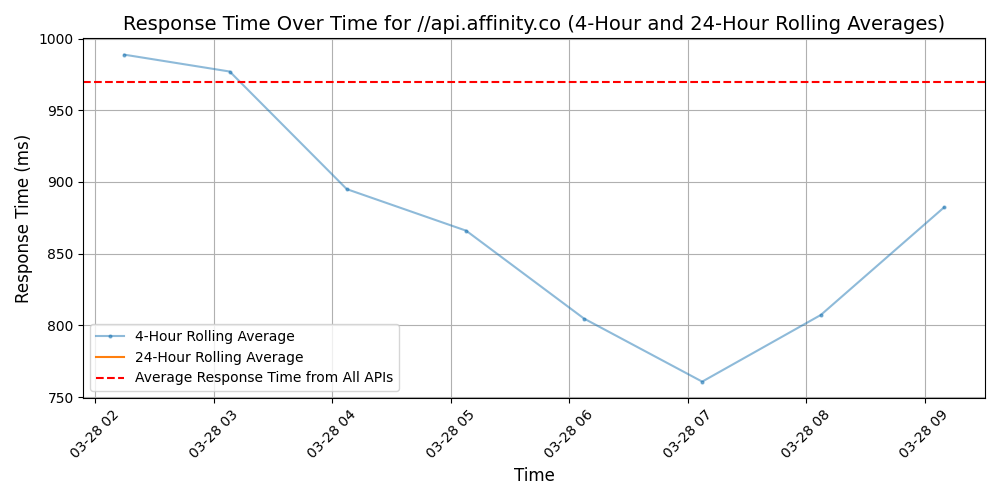 Response Time Over Time for //api.affinity.co (4-Hour and 24-Hour Rolling Averages)
Response Time (ms)
1000
950
900
850
800
750
4-Hour Rolling Average
24-Hour Rolling Average
Average Response Time from All APIs
03-28 02
03-28 03
03-28 04
03-28 05
03-28 06
03-28 07
03-28 08
03-28 09
Time